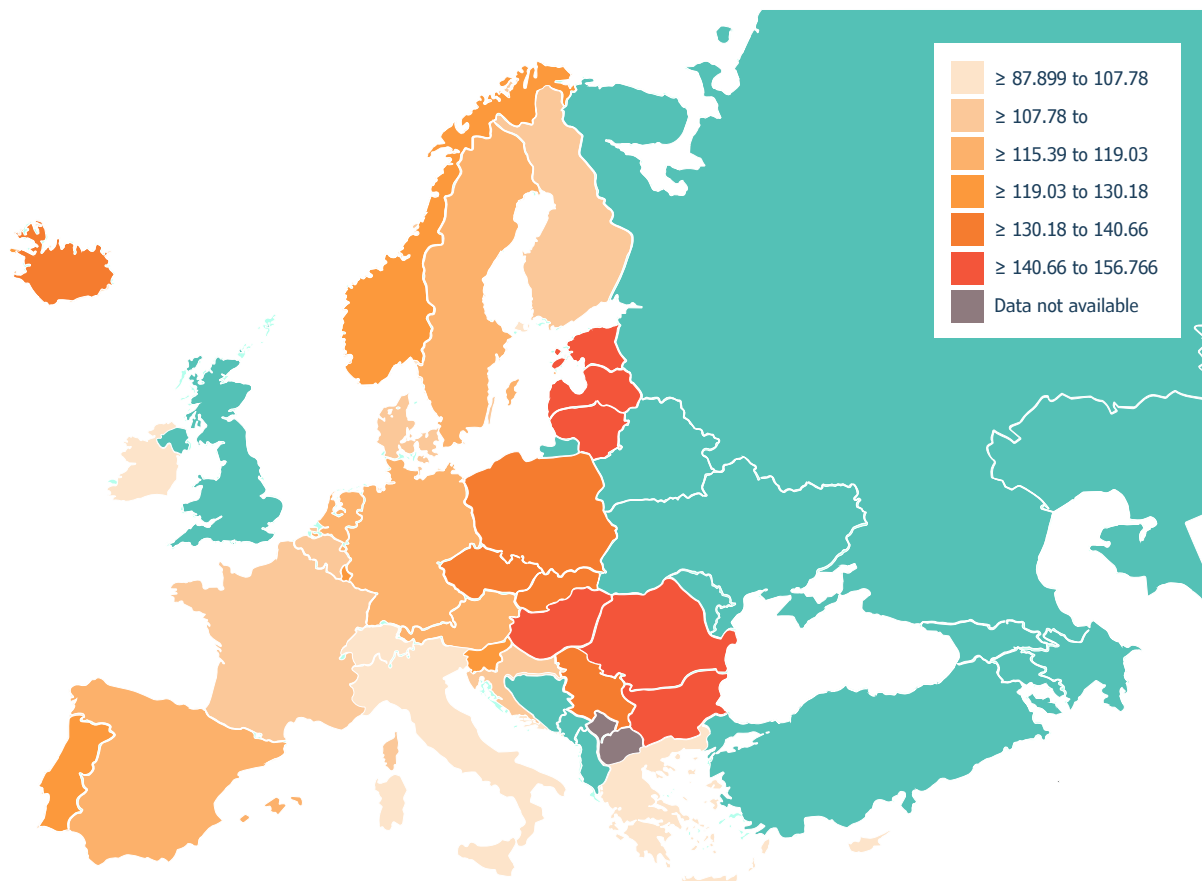 ≥ 87.899 to 107.78
≥ 107.78 to
≥ 115.39 to 119.03
≥ 119.03 to 130.18
≥ 130.18 to 140.66
≥ 140.66 to 156.766
Data not available